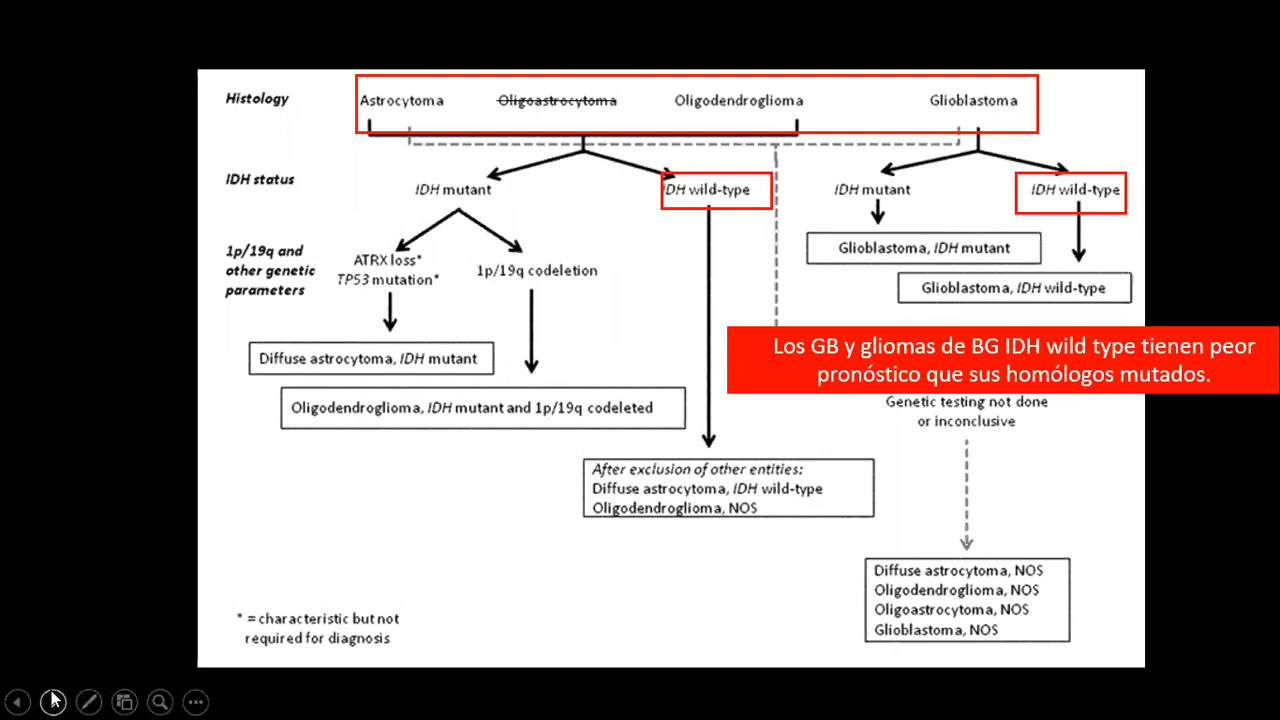 Histology
Astrocytoma
Oligoastrocytoma
Oligodendroglioma
Glioblastoma
IDH status
IDH mutant
IDH wild-type
IDH mutant
IDH wild-type
1p/19q and
other genetic
parameters
ATRX loss*
TP53 mutation*
1p/19q codeletion
Glioblastoma, IDH mutant
Glioblastoma, IDH wild-type
Diffuse astrocytoma, IDH mutant
Oligodendroglioma, IDH mutant and 1p/19q codeleted
Los GB y gliomas de BG IDH wild type tienen peor
pronóstico que sus homólogos mutados.
Genetic testing not done
or inconclusive
After exclusion of other entities:
Diffuse astrocytoma, IDH wild-type
Oligodendroglioma, NOS
Diffuse astrocytoma, NOS
Oligodendroglioma, NOS
Oligoastrocytoma, NOS
Glioblastoma, NOS
* = characteristic but not
required for diagnosis